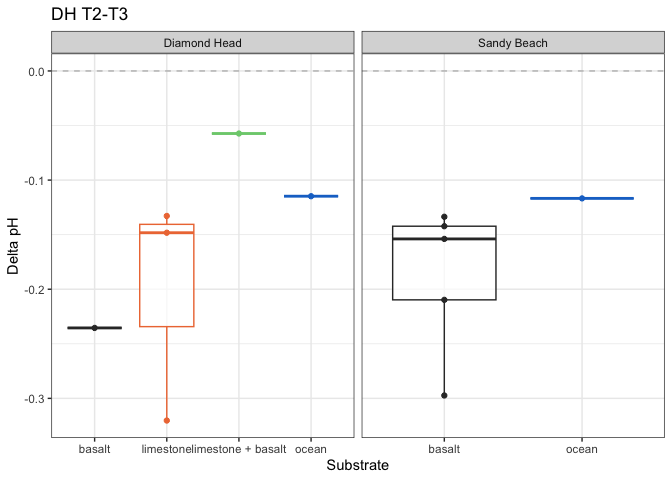 DH T2-T3
Diamond Head
Sandy Beach
0.0
-0.1
-0.2
-0.3
Delta pH
basalt
limestone
limestone + basalt
ocean
basalt
ocean
Substrate